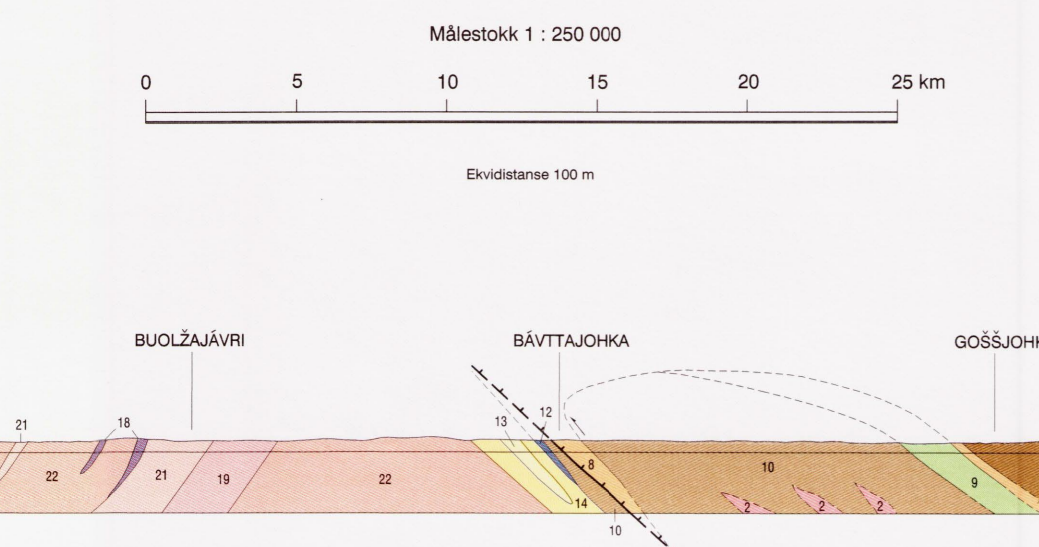 Målestokk 1 : 250 000
0 5 10 15 20 25 km
Ekvidistanse 100 m
BUOLŽAJÁVRI BÁVTTAJOHKA GOŠŠJOHK
21 18 13 12
22 21 19 22 14 8 10 9
2 2 2
10